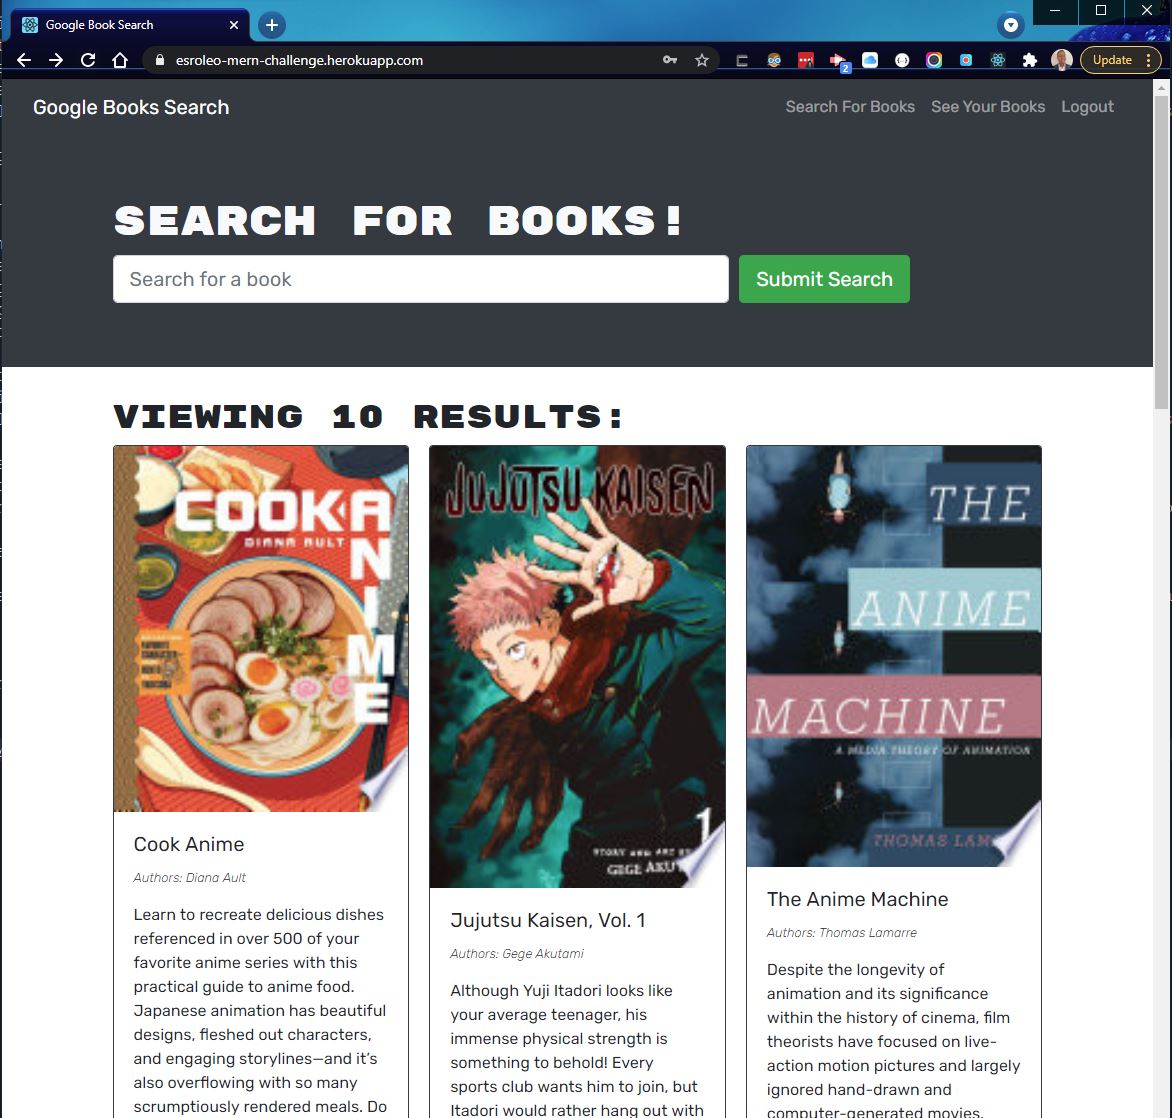 Google Book Search
esroleo-mern-challenge.herokuapp.com
2
Update
Google Books Search
Search For Books
See Your Books
Logout
SEARCH FOR BOOKS!
Search for a book
Submit Search
VIEWING 10 RESULTS:
COOK
ANIME
DIANA AULT
Cook Anime
Authors: Diana Ault
Learn to recreate delicious dishes
referenced in over 500 of your
favorite anime series with this
practical guide to anime food.
Japanese animation has beautiful
designs, fleshed out characters,
and engaging storylines—and it's
also overflowing with so many
scrumptiously rendered meals. Do
JUJUTSU KAISEN
1
STORY AND ART
GEGE
Jujutsu Kaisen, Vol. 1
Authors: Gege Akutami
Although Yuji Itadori looks like
your average teenager, his
immense physical strength is
something to behold! Every
sports club wants him to join, but
Itadori would rather hang out with
THE
ANIME
MACHINE
A MEDIA THEORY OF ANIMATION
THOMAS
The Anime Machine
Authors: Thomas Lamarre
Despite the longevity of
animation and its significance
within the history of cinema, film
theorists have focused on live-
action motion pictures and largely
ignored hand-drawn and
computer-generated movies.